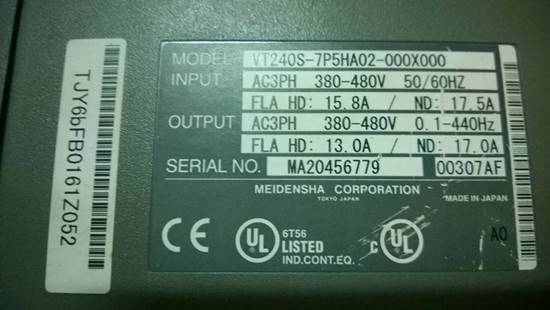 MODEL VT240S-7P5HA02-000X000
INPUT AC3PH 380-480V 50/60HZ
FLA HD: 15.8A / ND: 17.5A
OUTPUT AC3PH 380-480V 0.1-440Hz
FLA HD: 13.0A / ND: 17.0A
SERIAL NO. MA20456779 00307AF
MEIDENSHA CORPORATION
TOKYO JAPAN
MADE IN JAPAN
CE UL 6T56 C UL A0
LISTED
IND.CONT.EQ.
TJY6bFB0161Z052